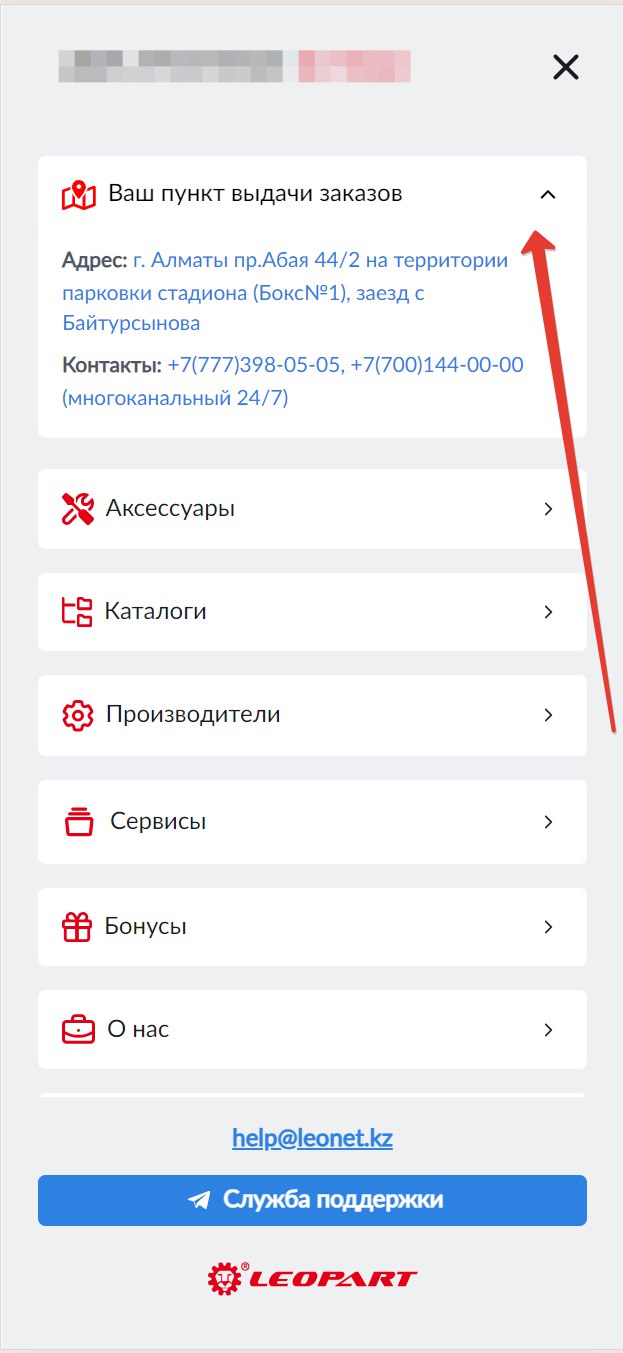 Ваш пункт выдачи заказов
Адрес: г. Алматы пр.Абая 44/2 на территории
парковки стадиона (Бокс№1), заезд с
Байтурсынова
Контакты: +7(777)398-05-05, +7(700)144-00-00
(многоканальный 24/7)
Аксессуары
Каталоги
Производители
Сервисы
Бонусы
О нас
help@leonet.kz
Служба поддержки
®LEOPART